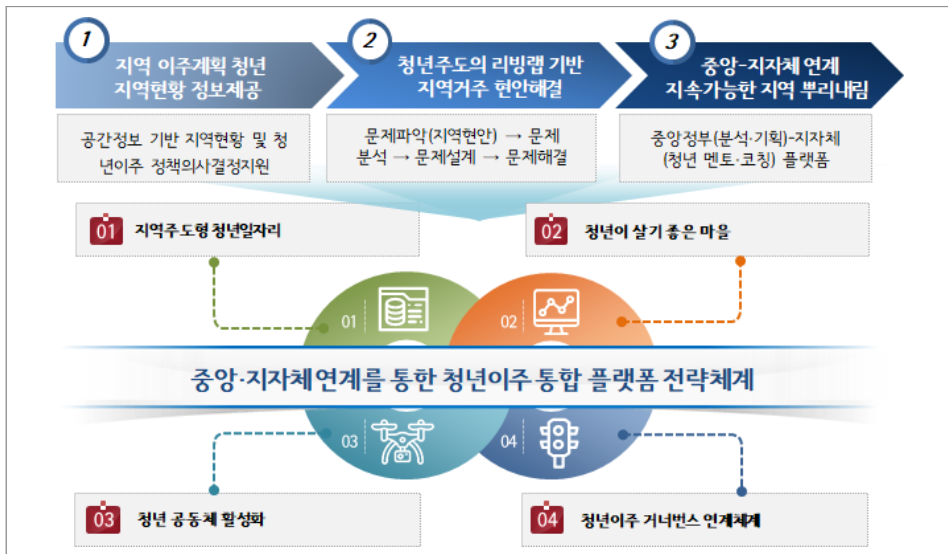 1
지역 이주계획 청년
지역현황 정보제공
2
청년주도의 리빙랩 기반
지역거주 현안해결
3
중앙-지자체 연계
지속가능한 지역 뿌리내림
공간정보 기반 지역현황 및 청
년이주 정책의사결정지원
문제파악(지역현안) → 문제
분석 → 문제설계 → 문제해결
중앙정부(분석·기획)-지자체
(청년 멘토·코칭) 플랫폼
01 지역주도형 청년일자리
02 청년이 살기 좋은 마을
01
02
중앙·지자체 연계를 통한 청년이주 통합 플랫폼 전략체계
03
04
03 청년 공동체 활성화
04 청년이주 거너번스 연계체계